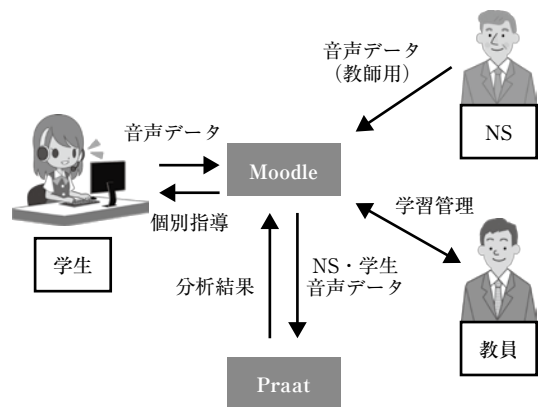 音声データ
（教師用）
NS
音声データ
Moodle
個別指導
学習管理
学生
分析結果
NS・学生
音声データ
教員
Praat